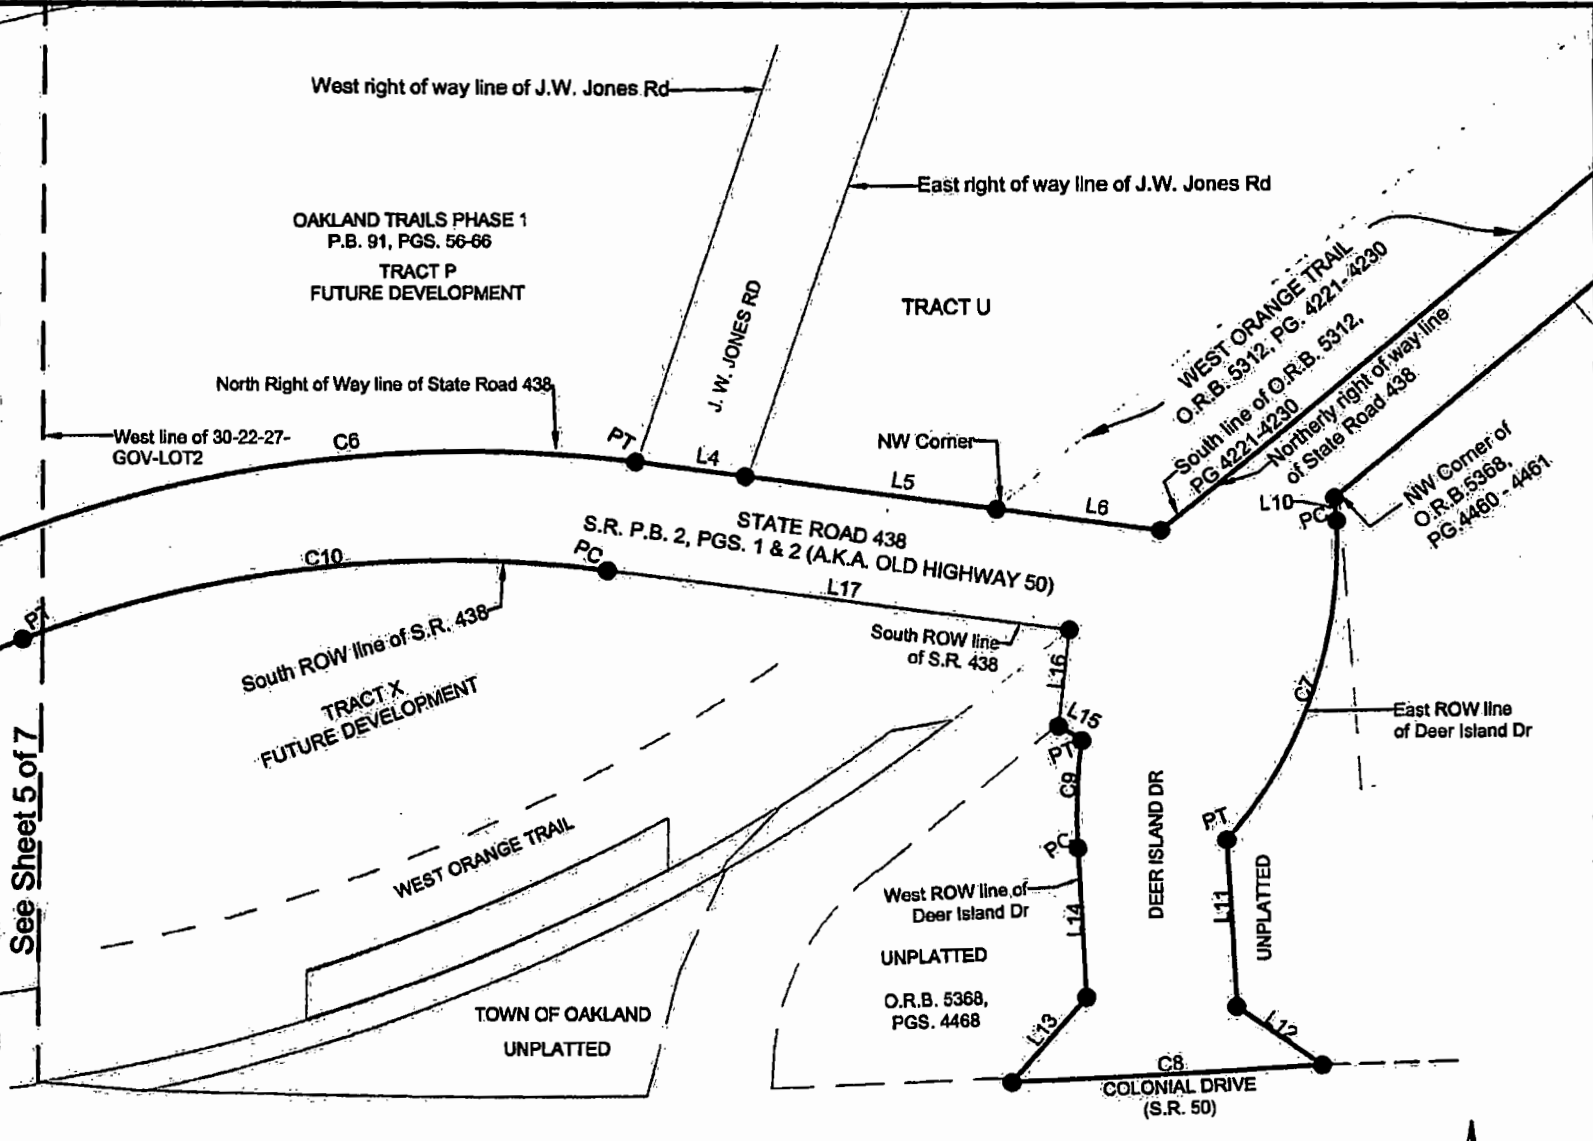 West right of way line of J.W. Jones Rd
East right of way line of J.W. Jones Rd
OAKLAND TRAILS PHASE 1
P.B. 91, PGS. 56-66
TRACT P
FUTURE DEVELOPMENT
J. W. JONES RD
TRACT U
WEST ORANGE TRAIL
O.R.B. 5312, PG. 4221- 4230
South line of O.R.B. 5312,
PG 4221-4230
Northerly right of way line
of State Road 438
North Right of Way line of State Road 438
West line of 30-22-27-
GOV-LOT2
C6
PT
L4
NW Corner
L5
L6
L10
PC
NW Corner of
O.R.B 5368,
PG.4460 - 4461
STATE ROAD 438
S.R. P.B. 2, PGS. 1 & 2 (A.K.A. OLD HIGHWAY 50)
C10
PC
L17
PT
South ROW line of S.R. 438
South ROW line
of S.R. 438
L16
TRACT X
FUTURE DEVELOPMENT
L15
PT
C7
East ROW line
of Deer Island Dr
See Sheet 5 of 7
C9
DEER ISLAND DR
PT
WEST ORANGE TRAIL
PC
West ROW line of
Deer Island Dr
L14
L11
UNPLATTED
UNPLATTED
O.R.B. 5368,
PGS. 4468
TOWN OF OAKLAND
UNPLATTED
L13
L12
C8
COLONIAL DRIVE
(S.R. 50)